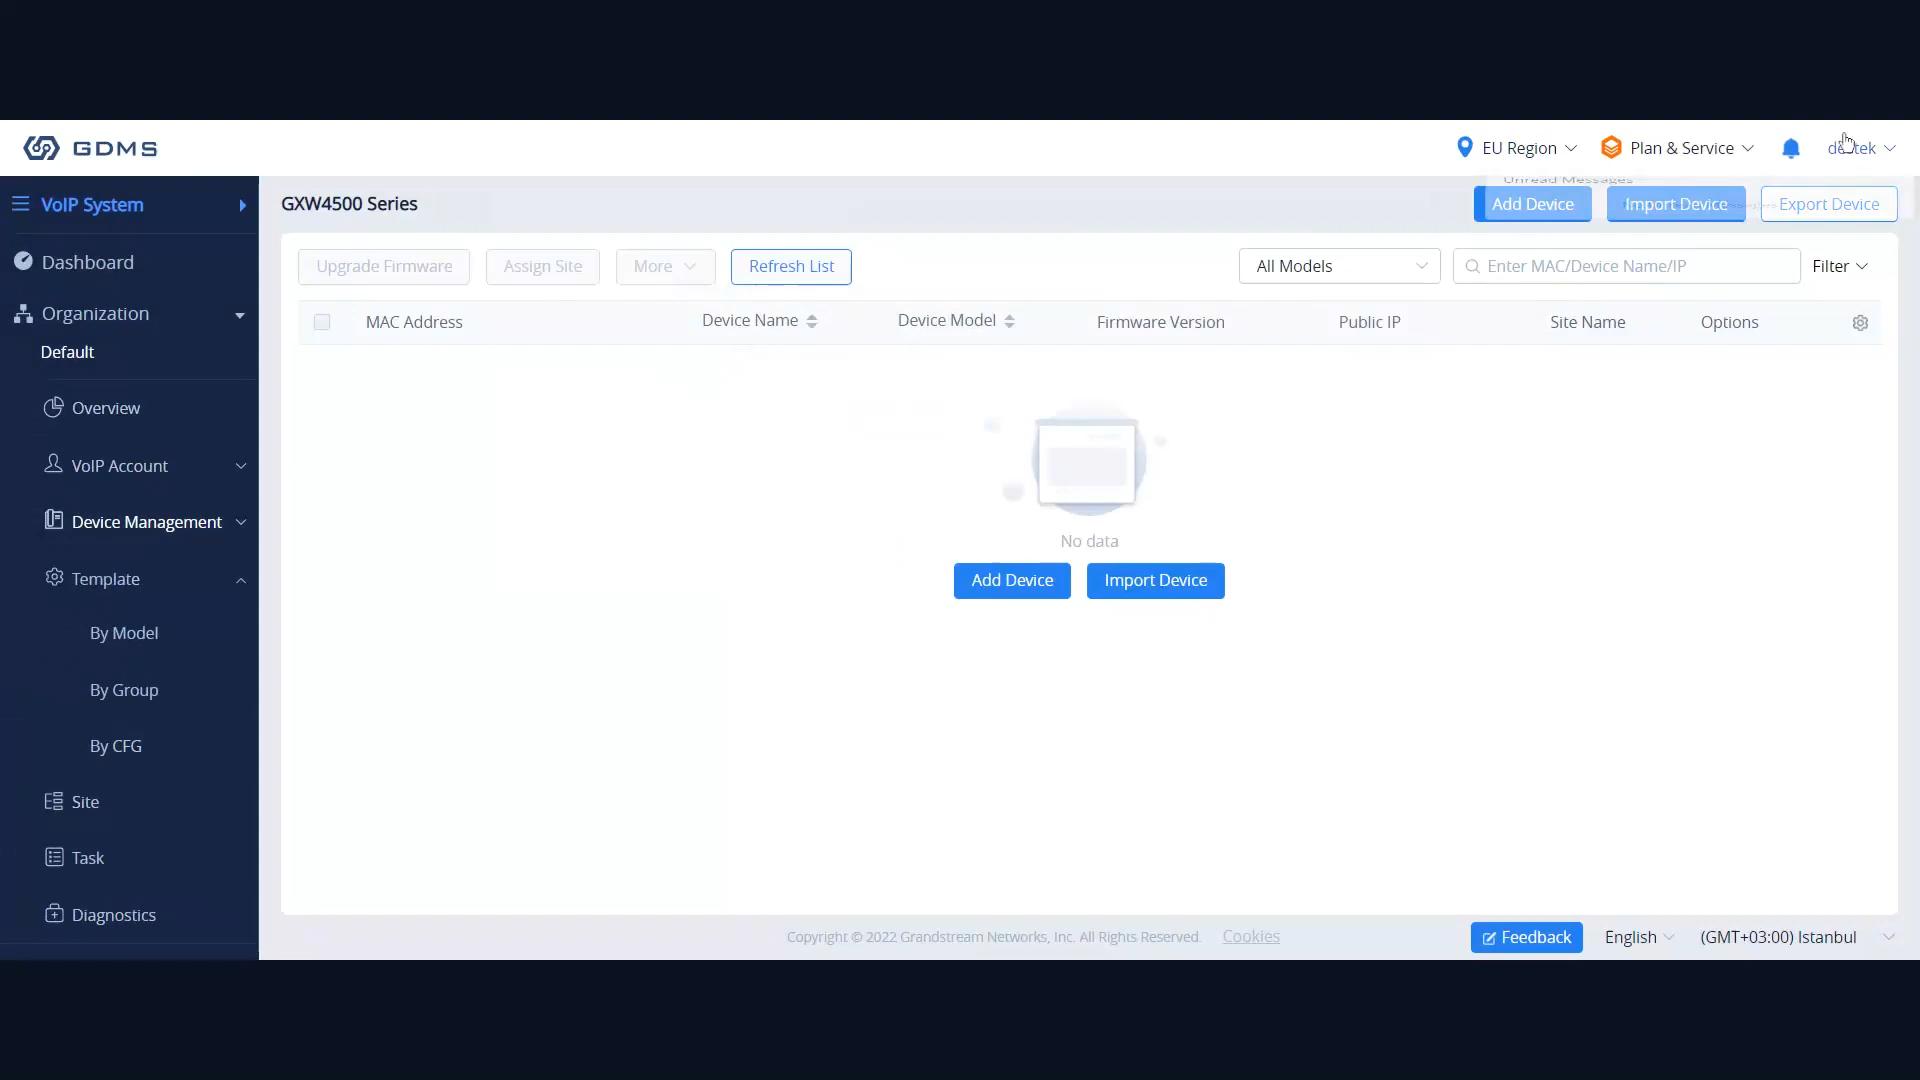 GDMS
EU Region
Plan & Service
VoIP System
GXW4500 Series
Unread Messages
Add Device
Import Device
Export Device
Dashboard
Upgrade Firmware
Assign Site
More
Refresh List
All Models
Enter MAC/Device Name/IP
Filter
Organization
MAC Address
Device Name
Device Model
Firmware Version
Public IP
Site Name
Options
Default
Overview
VoIP Account
Device Management
No data
Template
Add Device
Import Device
By Model
By Group
By CFG
Site
Task
Diagnostics
Copyright © 2022 Grandstream Networks, Inc. All Rights Reserved.
Cookies
Feedback
English
(GMT+03:00) Istanbul